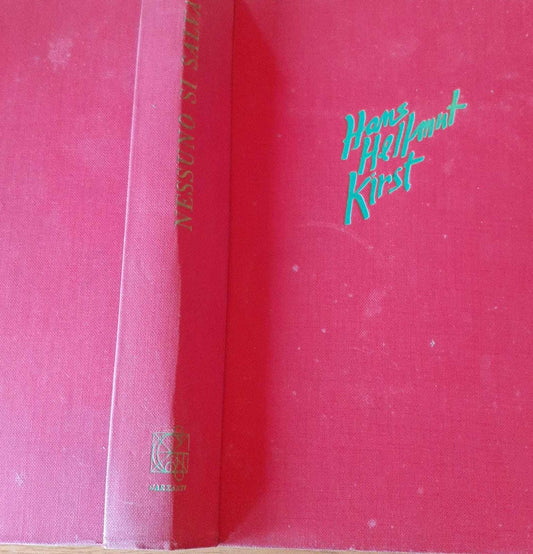 NESSUNO SI SALVA
Hans
Hellmut
Kirst
GARZANTI